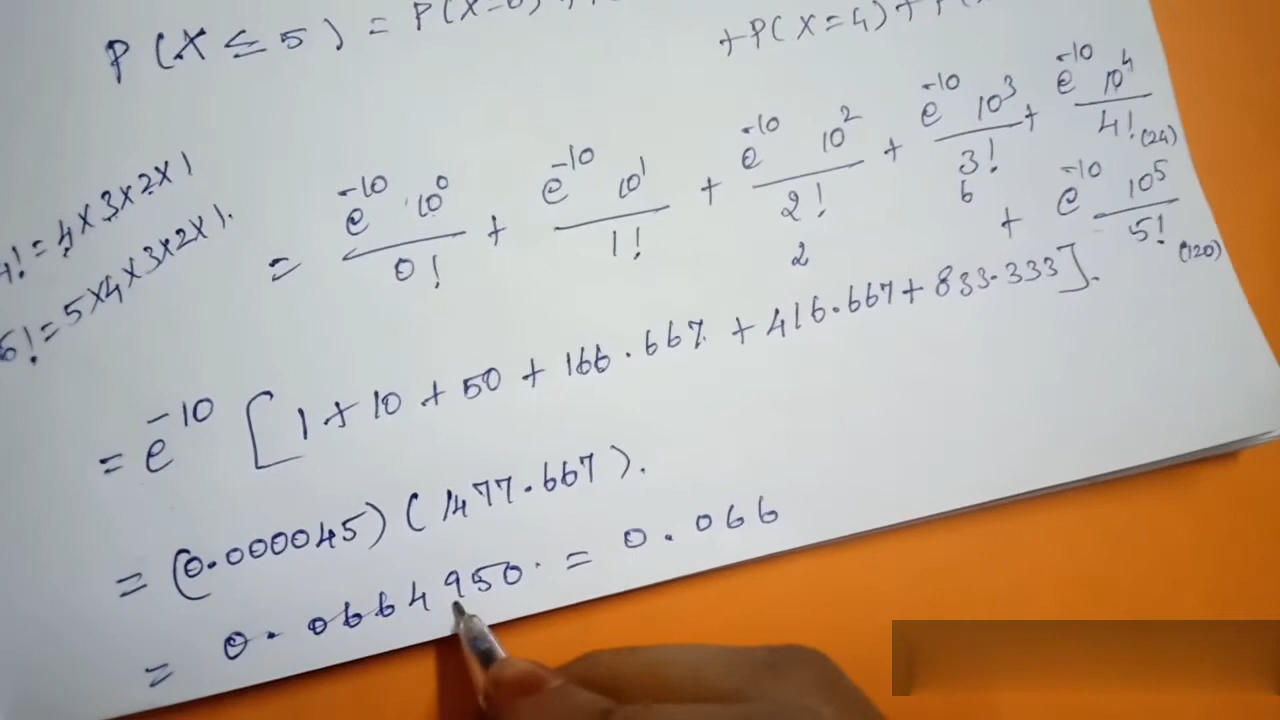 P(X ≤ 5) = P(X=0) +
+P(X=4)+P(X
4! = 4×3×2×1
5! = 5×4×3×2×1.
= e^-10 .10^0 / 0! + e^-10 10^1 / 1! + e^-10 10^2 / 2! + e^-10 10^3 / 3! + e^-10 10^4 / 4! (24)
2 6
+ e^-10 10^5 / 5! (120)
= e^-10 [1 + 10 + 50 + 166.667 + 416.667 + 833.333].
= (0.000045) (1477.667).
= 0.0664950. = 0.066